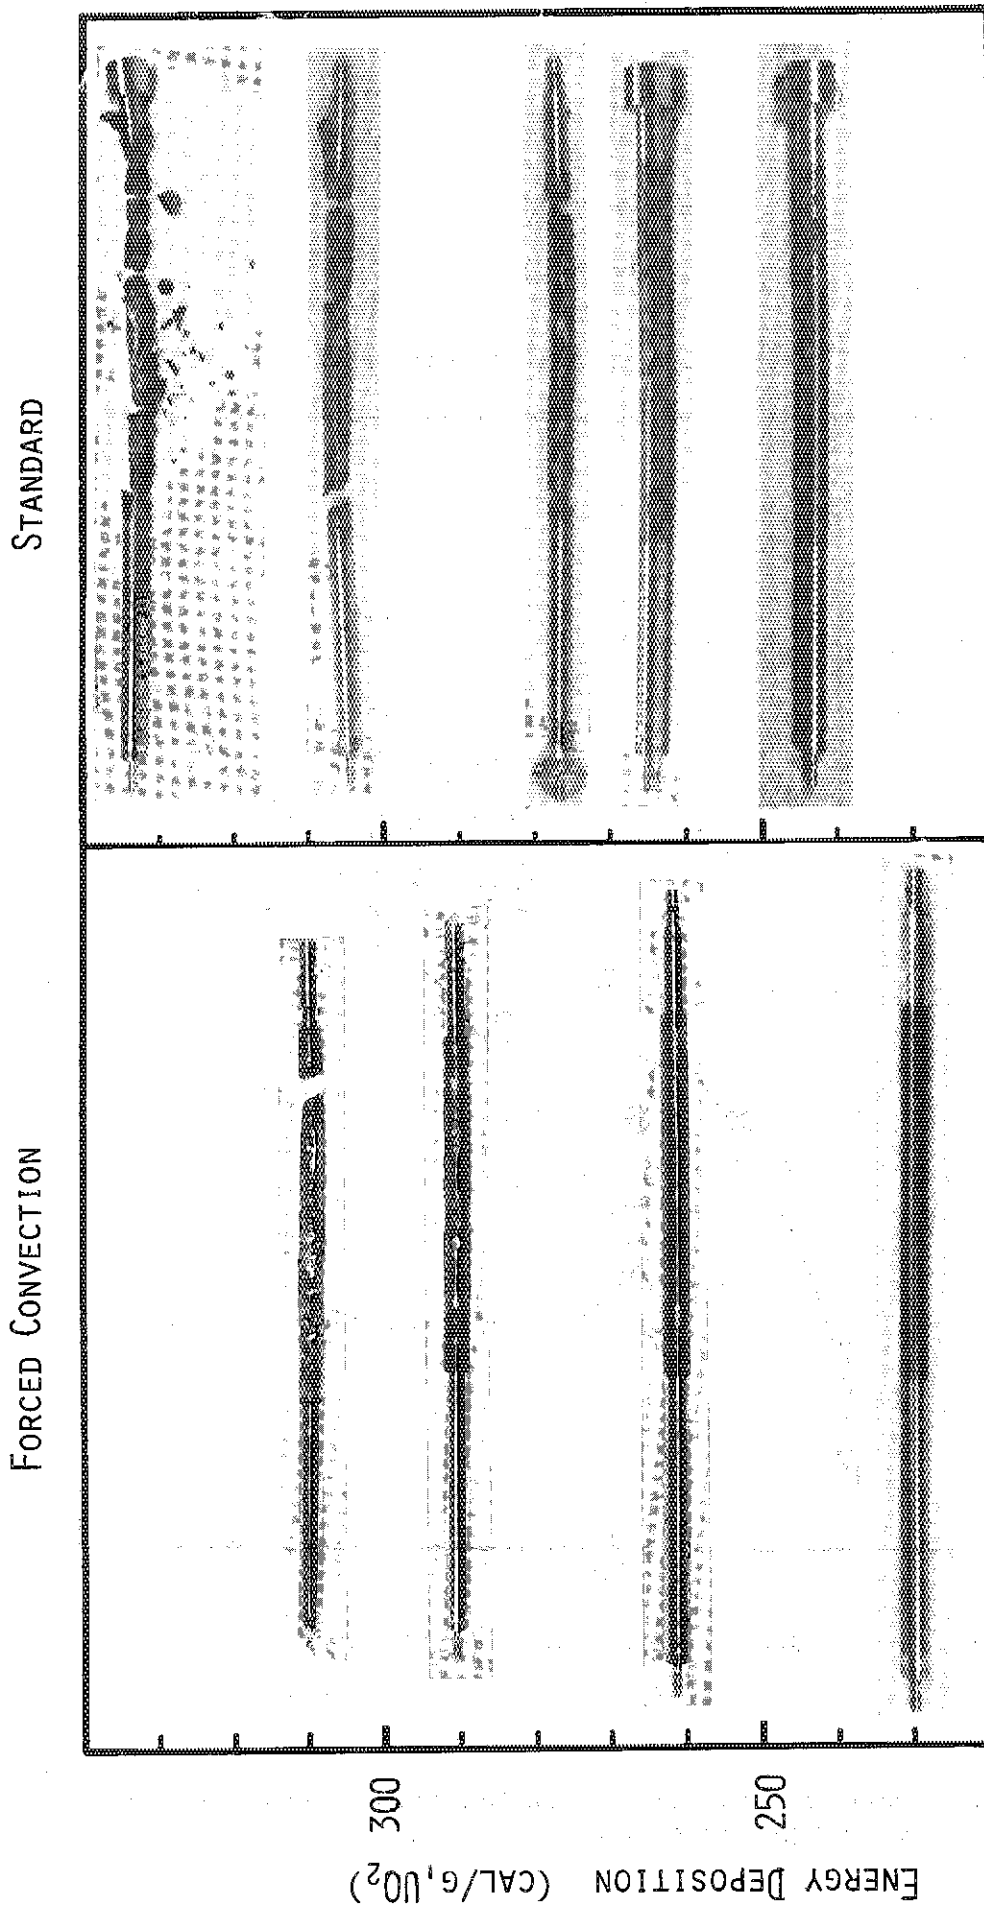 FORCED CONVECTION
STANDARD
300
250
ENERGY DEPOSITION (CAL/G,UO₂)